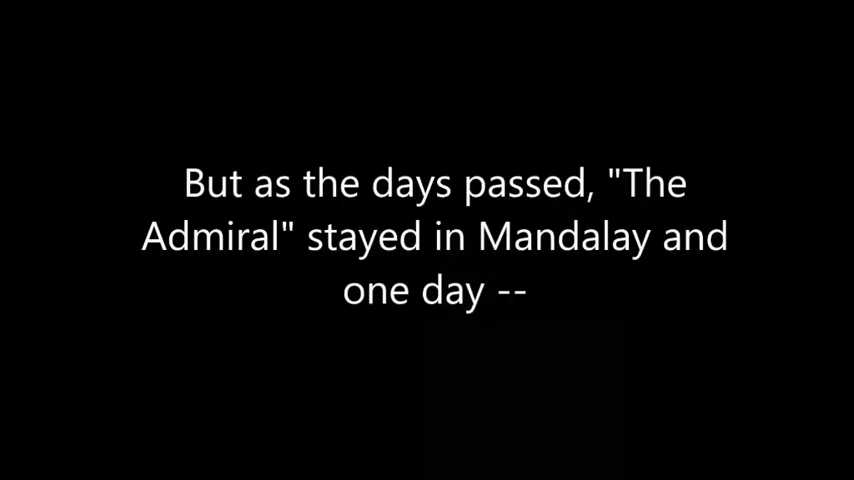 But as the days passed, "The
Admiral" stayed in Mandalay and
one day --